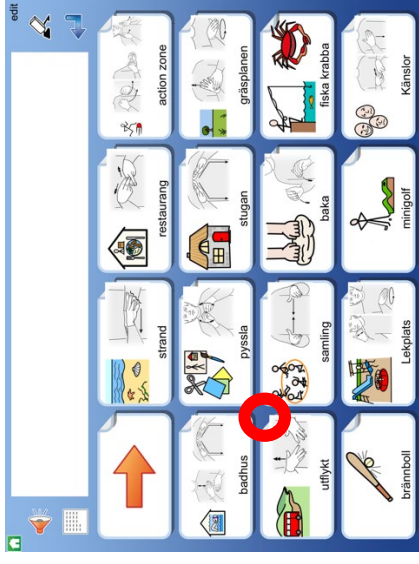 edit
strand
restaurang
action zone
badhus
pyssla
stugan
gräsplanen
utflykt
samling
baka
fiska krabba
brännboll
Lekplats
minigolf
Känslor